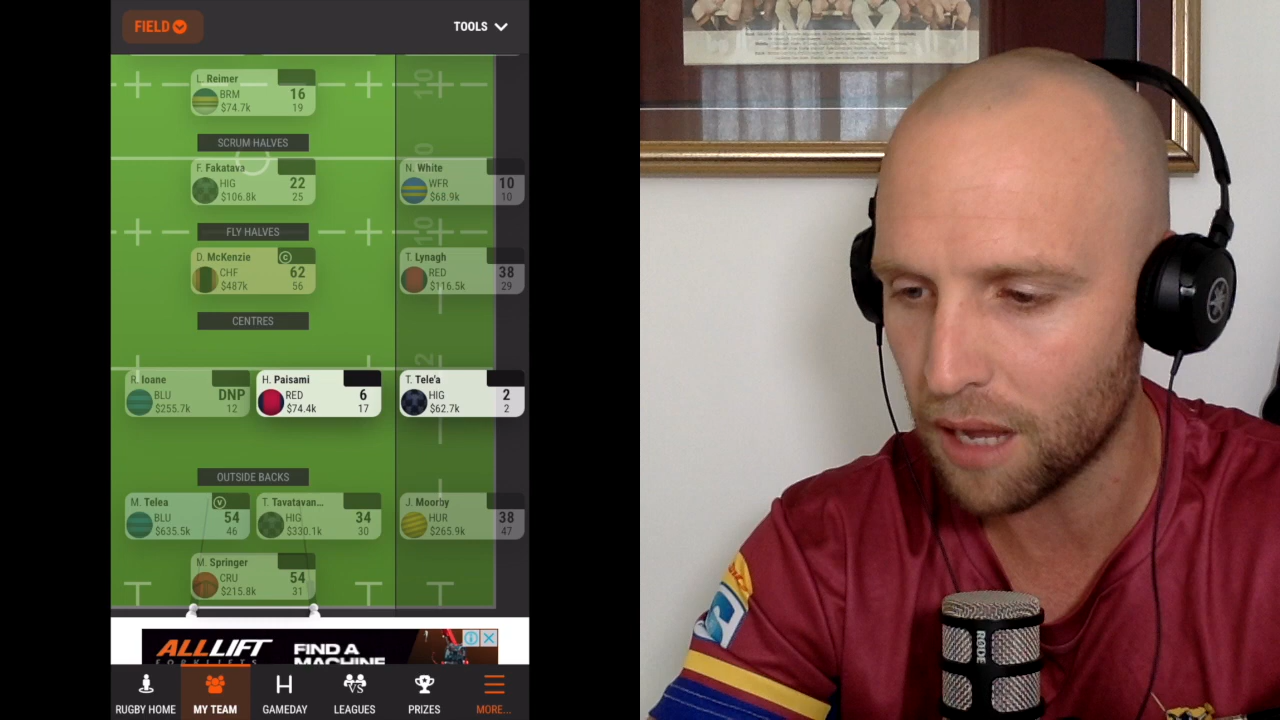 FIELD
TOOLS
L. Reimer
BRM 16
$74.7k 19
SCRUM HALVES
F. Fakatava
HIG 22
$106.8k 25
N. White
WFR 10
$68.9k 10
FLY HALVES
D. McKenzie C
CHF 62
$487k 56
T. Lynagh
RED 38
$116.5k 29
CENTRES
R. Ioane
BLU DNP
$255.7k 12
H. Paisami
RED 6
$74.4k 17
T. Tele'a
HIG 2
$62.7k 2
OUTSIDE BACKS
M. Telea V
BLU 54
$635.5k 46
T. Tavatavan...
HIG 34
$330.1k 30
J. Moorby
HUR 38
$265.9k 47
M. Springer
CRU 54
$215.8k 31
ALLLIFT
FORKLIFTS
FIND A
MACHINE
RUGBY HOME
MY TEAM
GAMEDAY
VS
LEAGUES
PRIZES
MORE...
RØDE